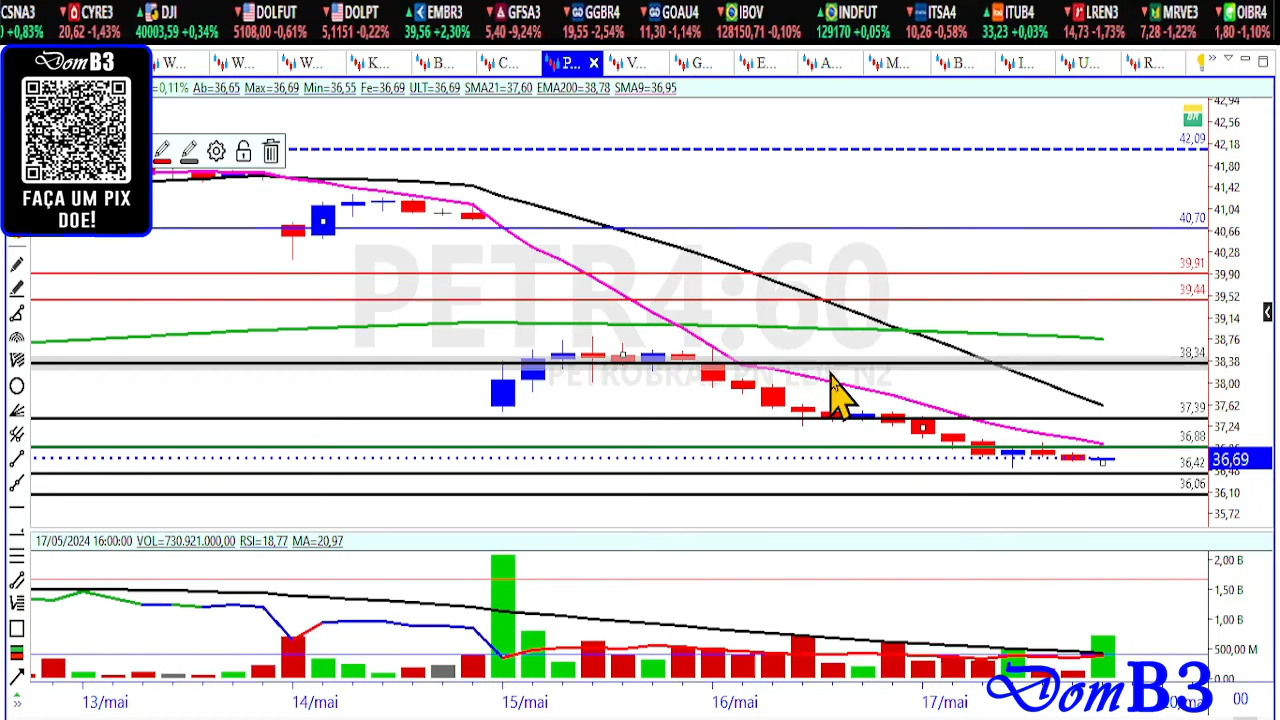 CSNA3 CYRE3 DJI DOLFUT DOLPT EMBR3 GFSA3 GGBR4 GOAU4 IBOV INDFUT ITSA4 ITUB4 LREN3 MRVE3 OIBR4
+0,83% 20,62 -1,43% 40003,59 +0,34% 5108,00 -0,61% 5,1151 -0,22% 39,56 +2,30% 5,40 -9,24% 19,55 -2,54% 11,30 -1,14% 128150,71 -0,10% 129170 +0,05% 10,26 -0,58% 33,23 +0,03% 14,73 -1,73% 7,28 -1,22% 1,80 -1,10%
DomB3
W... W... W... K... B... C... P... X V... G... E... A... M... B... I... U... R...
=0,11% Ab=36,65 Max=36,69 Min=36,55 Fe=36,69 ULT=36,69 SMA21=37,60 EMA200=38,78 SMA9=36,95
FAÇA UM PIX
DOE!
PETR4:60
42,94
42,56
42,09
42,18
41,80
41,42
41,04
40,70
40,66
40,28
39,91
39,90
39,44
39,52
39,14
38,76
38,34
38,38
38,00
37,39
37,62
37,24
36,88
36,69
36,42
36,06
36,10
35,72
17/05/2024 16:00:00 VOL=730.921.000,00 RSI=18,77 MA=20,97
2,00 B
1,50 B
1,00 B
500,00 M
0,00
13/mai 14/mai 15/mai 16/mai 17/mai
DomB3
00